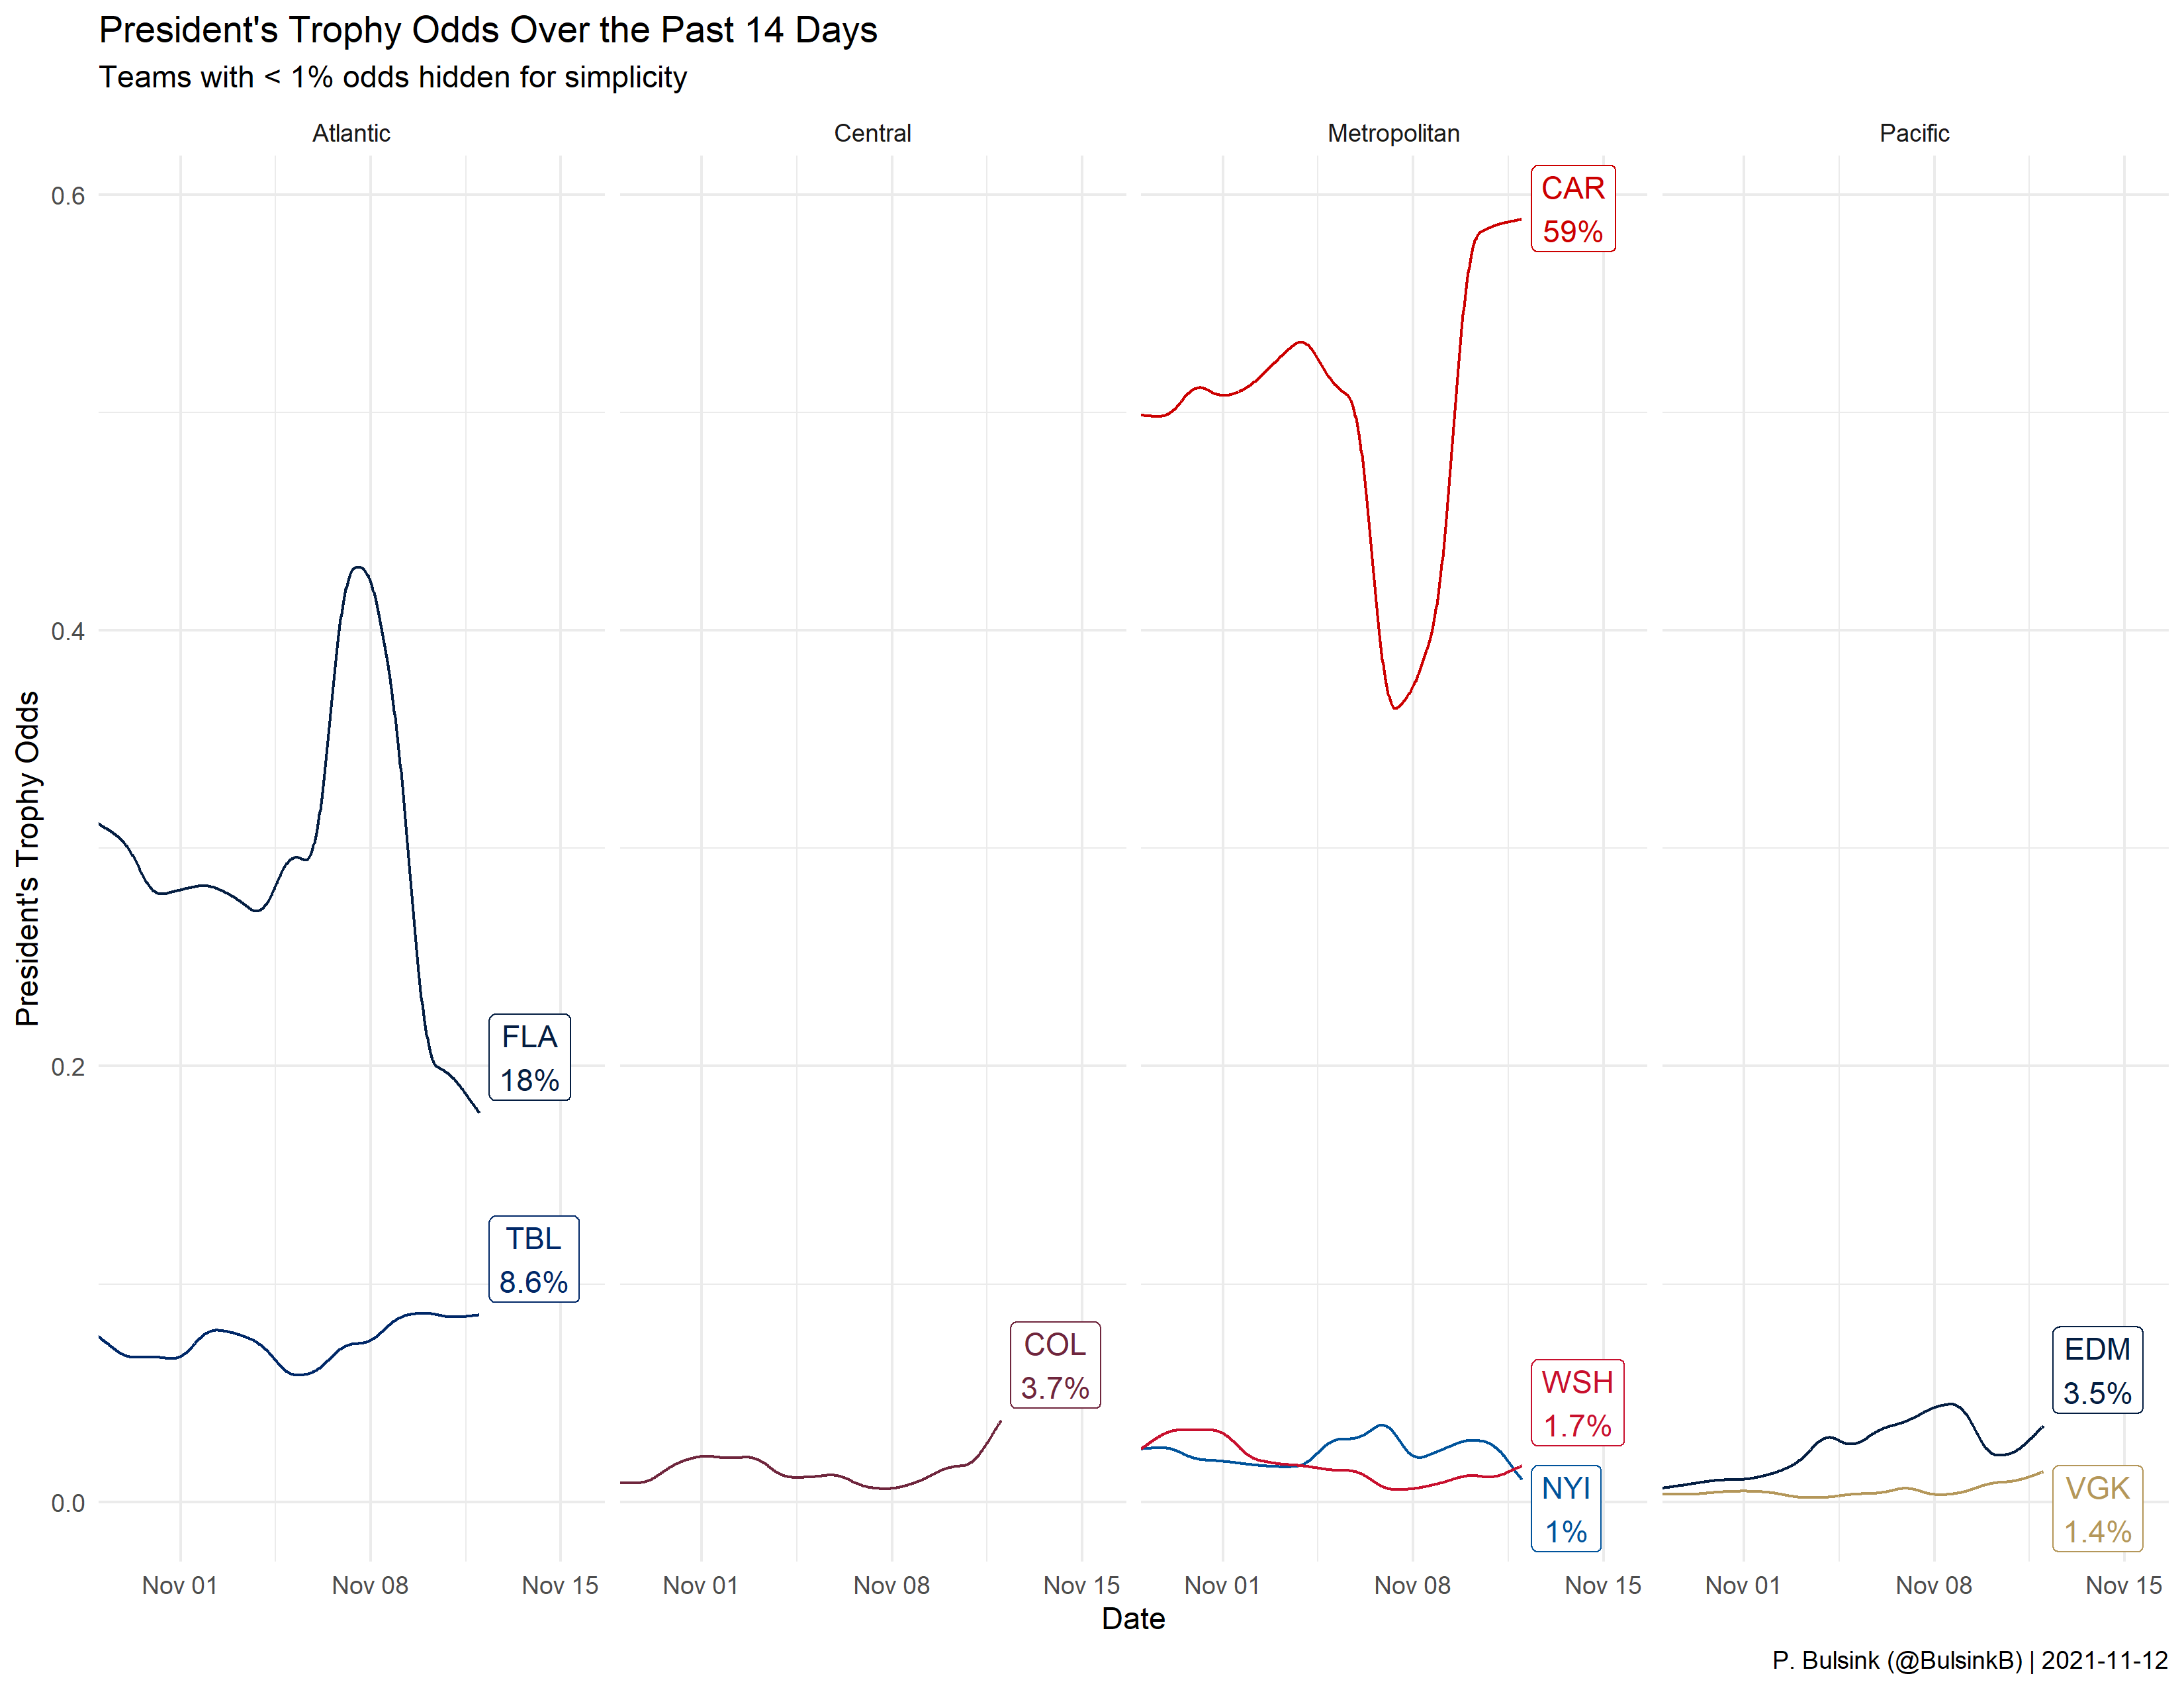 President's Trophy Odds Over the Past 14 Days
Teams with < 1% odds hidden for simplicity
Atlantic
Central
Metropolitan
Pacific
President's Trophy Odds
0.6
0.4
0.2
0.0
FLA
18%
TBL
8.6%
COL
3.7%
CAR
59%
WSH
1.7%
NYI
1%
EDM
3.5%
VGK
1.4%
Nov 01 Nov 08 Nov 15 Nov 01 Nov 08 Nov 15 Nov 01 Nov 08 Nov 15 Nov 01 Nov 08 Nov 15
Date
P. Bulsink (@BulsinkB) | 2021-11-12